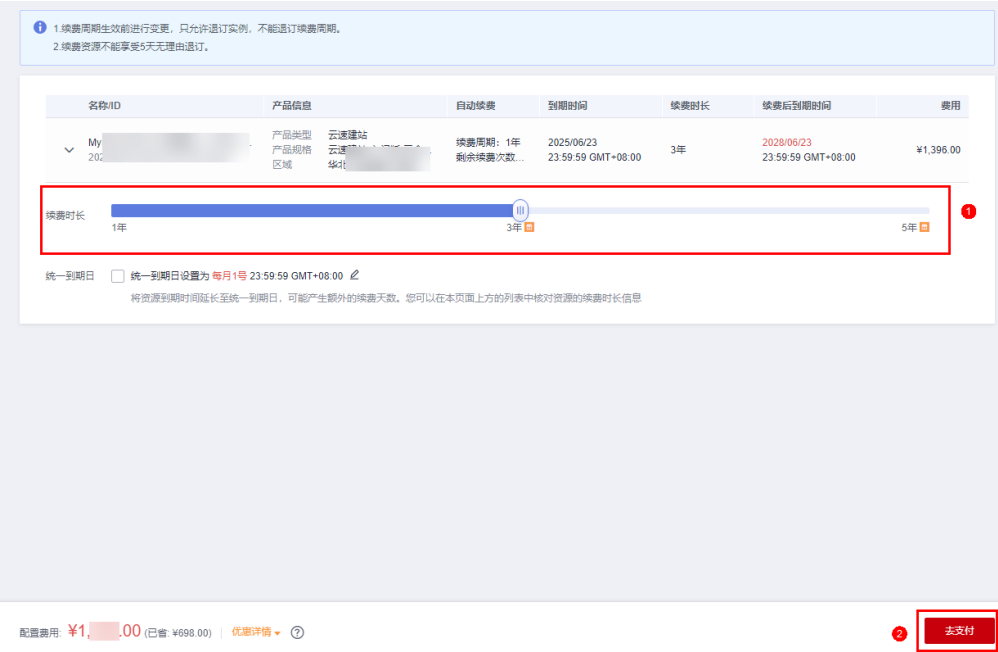 1.续费周期生效前进行变更，只允许退订实例，不能退订续费周期。
2.续费资源不能享受5天无理由退订。
名称/ID 产品信息 自动续费 到期时间 续费时长 续费后到期时间 费用
My
202
产品类型 云速建站
产品规格 云速
区域 华北
续费周期：1年
剩余续费次数...
2025/06/23
23:59:59 GMT+08:00
3年
2028/06/23
23:59:59 GMT+08:00
¥1,396.00
续费时长
1年 3年 5年
1
统一到期日 统一到期日设置为 每月1号 23:59:59 GMT+08:00
将资源到期时间延长至统一到期日，可能产生额外的续费天数。您可以在本页面上方的列表中核对资源的续费时长信息
配置费用: ¥1, .00 (已省: ¥698.00) 优惠详情
2
去支付